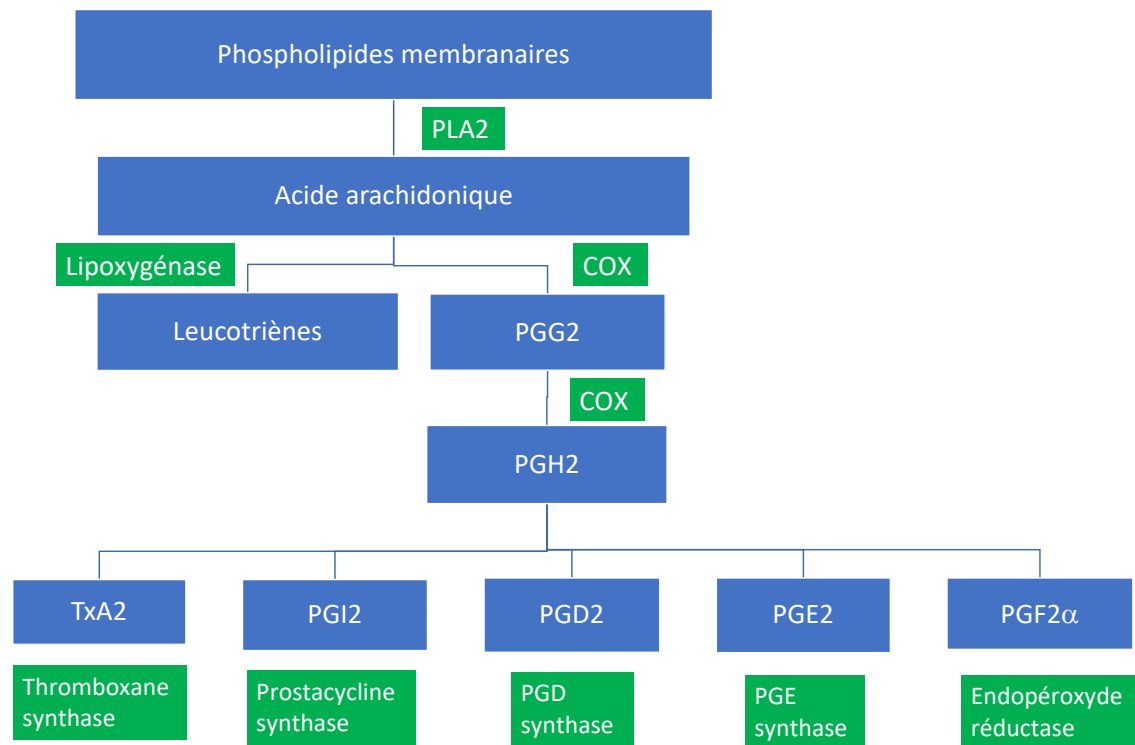 Phospholipides membranaires
PLA2
Acide arachidonique
Lipoxygénase
COX
Leucotriènes
PGG2
COX
PGH2
TxA2
PGI2
PGD2
PGE2
PGF2α
Thromboxane
synthase
Prostacycline
synthase
PGD
synthase
PGE
synthase
Endopéroxyde
réductase